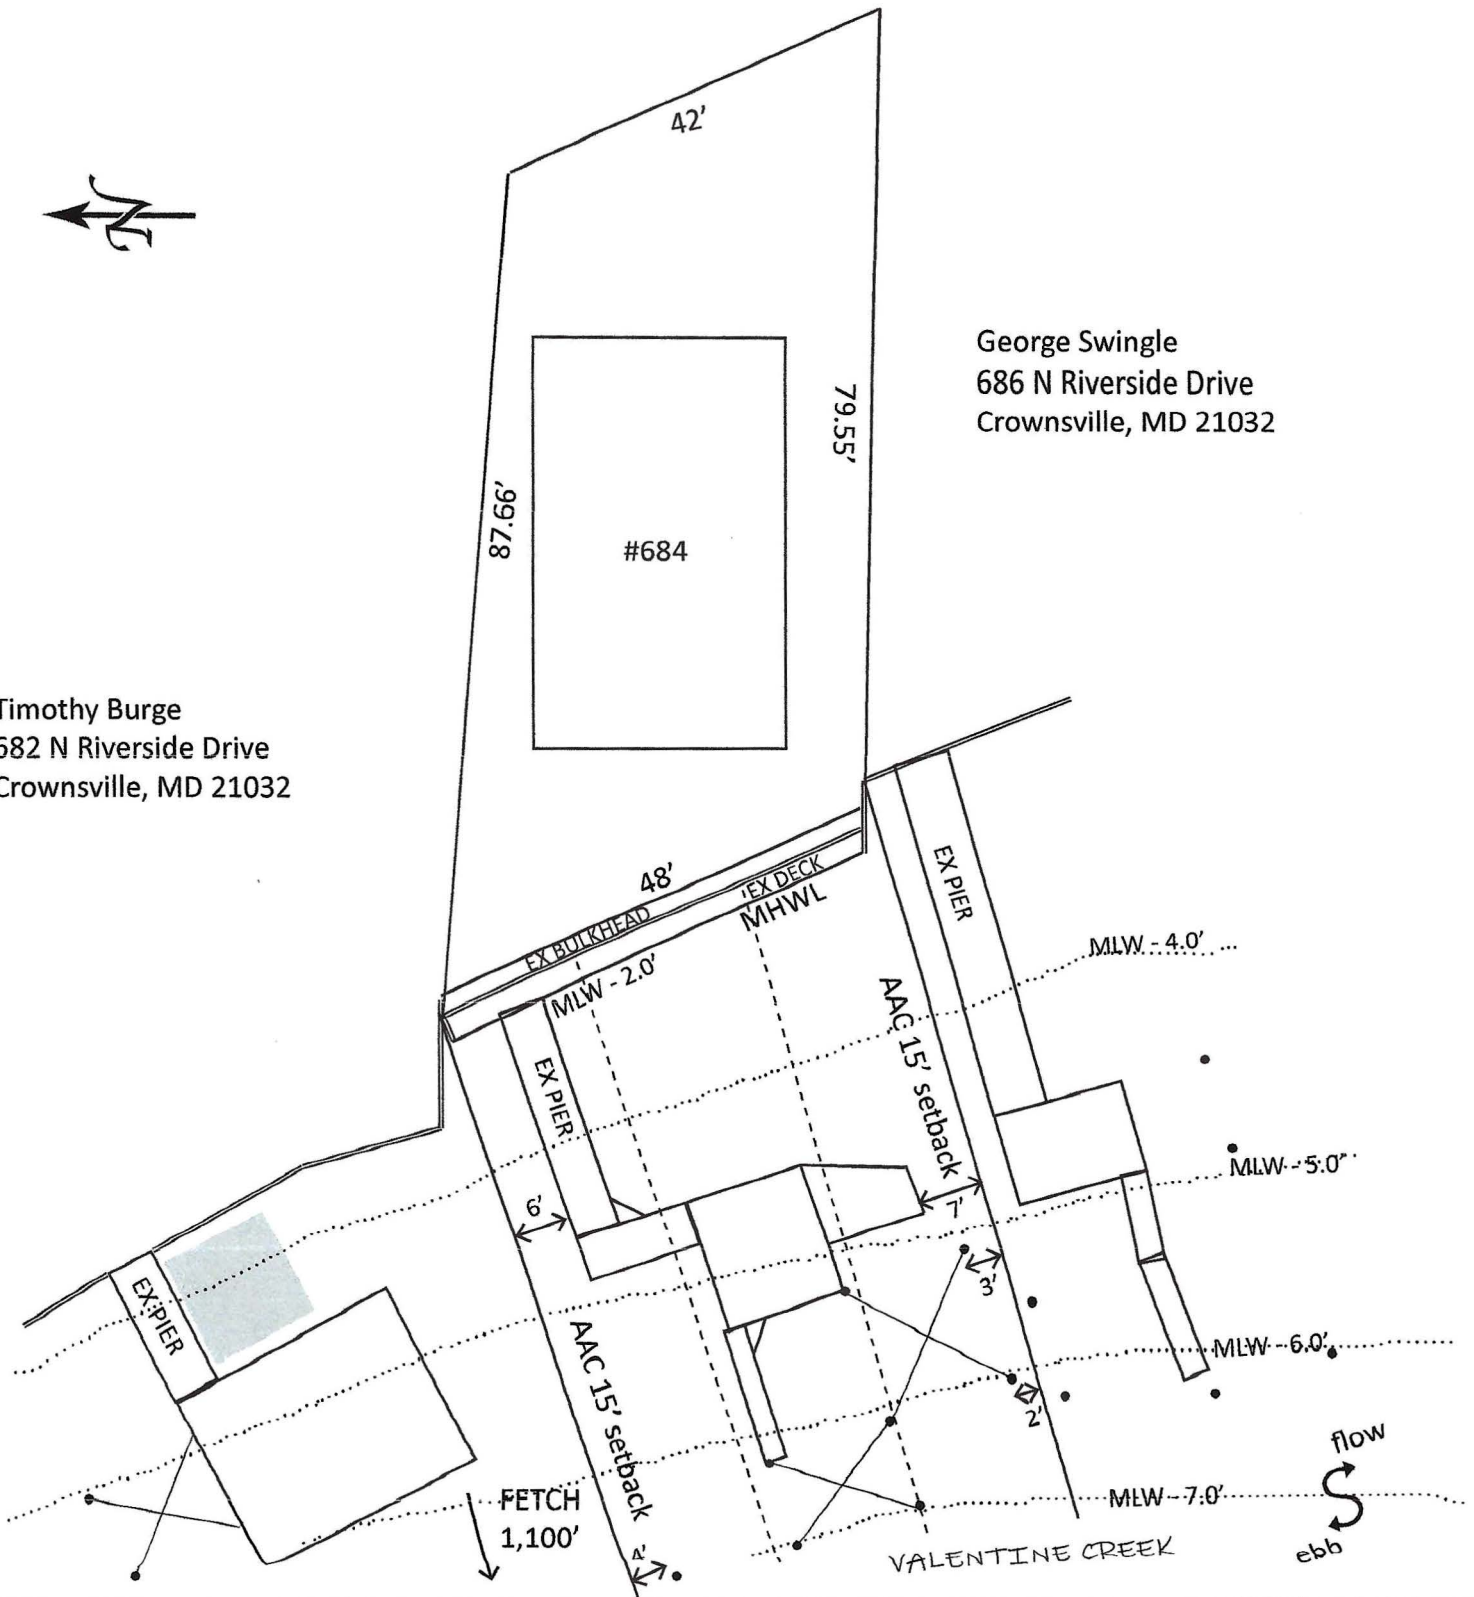 42'
N
George Swingle
686 N Riverside Drive
Crownsville, MD 21032
79.55'
87.66'
#684
Timothy Burge
682 N Riverside Drive
Crownsville, MD 21032
48'
EX DECK
MHWL
EX BULKHEAD
MLW - 2.0'
EX PIER
MLW - 4.0'
AAC 15' setback
EX PIER
MLW - 5.0'
6'
7'
3'
EX PIER
MLW - 6.0'
AAC 15' setback
2'
flow
FETCH
1,100'
MLW - 7.0'
4'
VALENTINE CREEK
ebb